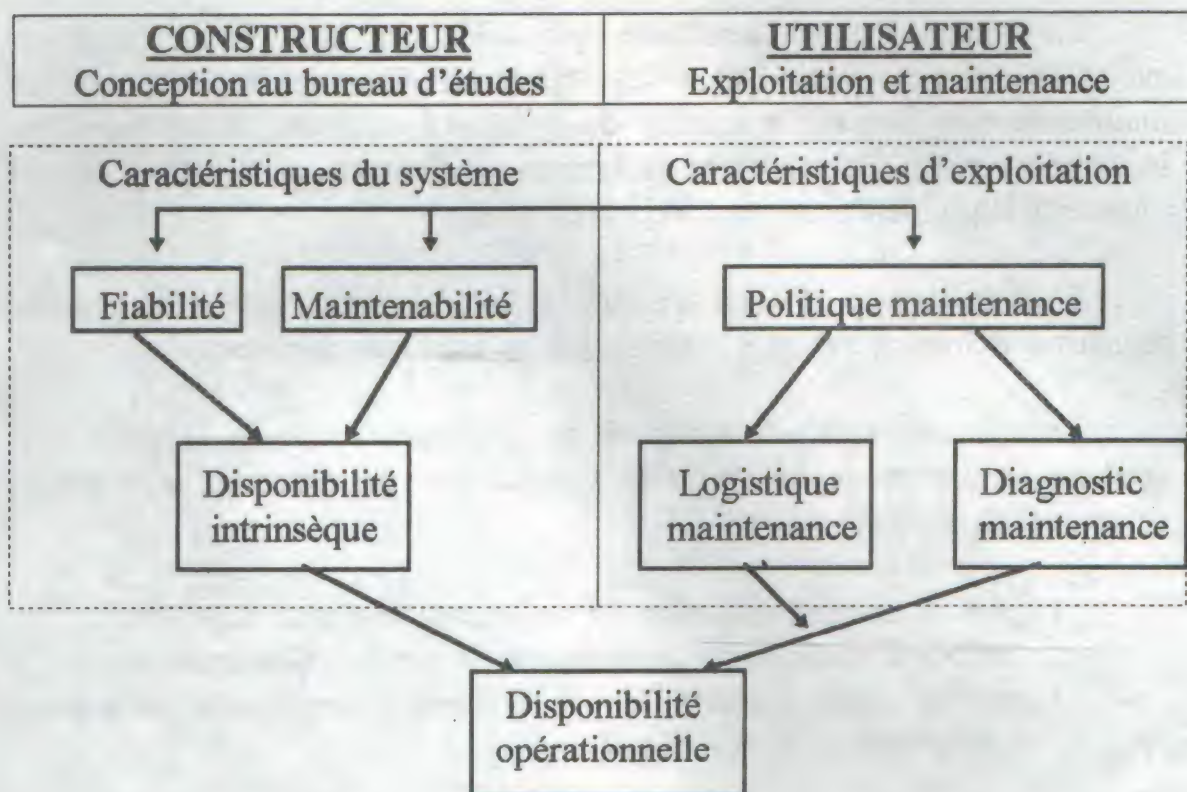 CONSTRUCTEUR
Conception au bureau d'études
UTILISATEUR
Exploitation et maintenance
Caractéristiques du système
Caractéristiques d'exploitation
Fiabilité
Maintenabilité
Politique maintenance
Disponibilité
intrinsèque
Logistique
maintenance
Diagnostic
maintenance
Disponibilité
opérationnelle